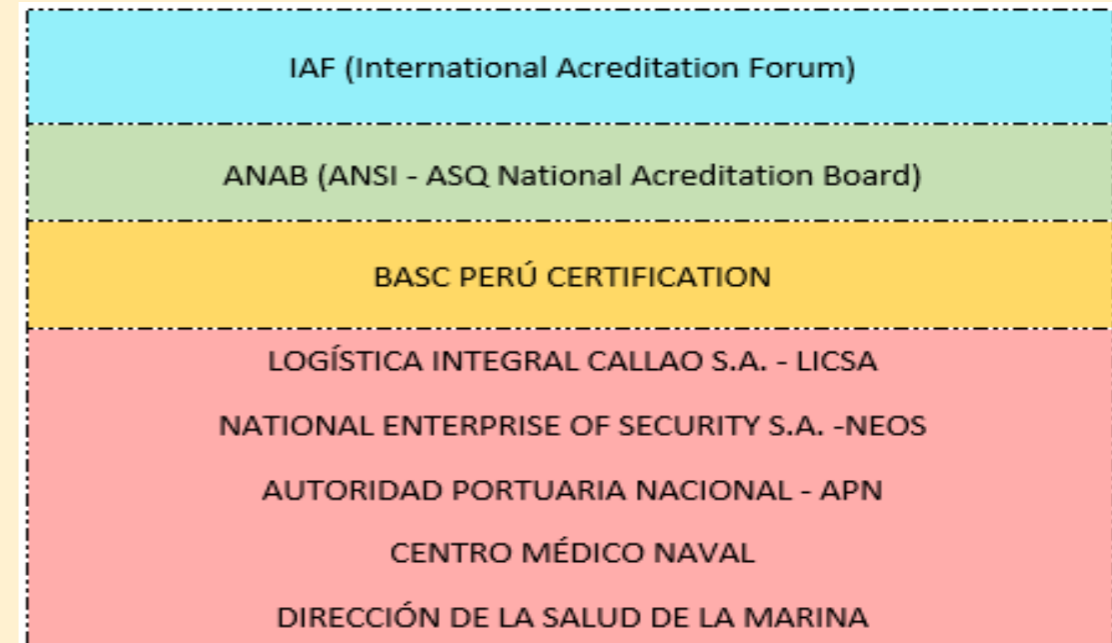 IAF (International Acreditation Forum)
ANAB (ANSI - ASQ National Acreditation Board)
BASC PERÚ CERTIFICATION
LOGÍSTICA INTEGRAL CALLAO S.A. - LICSA
NATIONAL ENTERPRISE OF SECURITY S.A. -NEOS
AUTORIDAD PORTUARIA NACIONAL - APN
CENTRO MÉDICO NAVAL
DIRECCIÓN DE LA SALUD DE LA MARINA